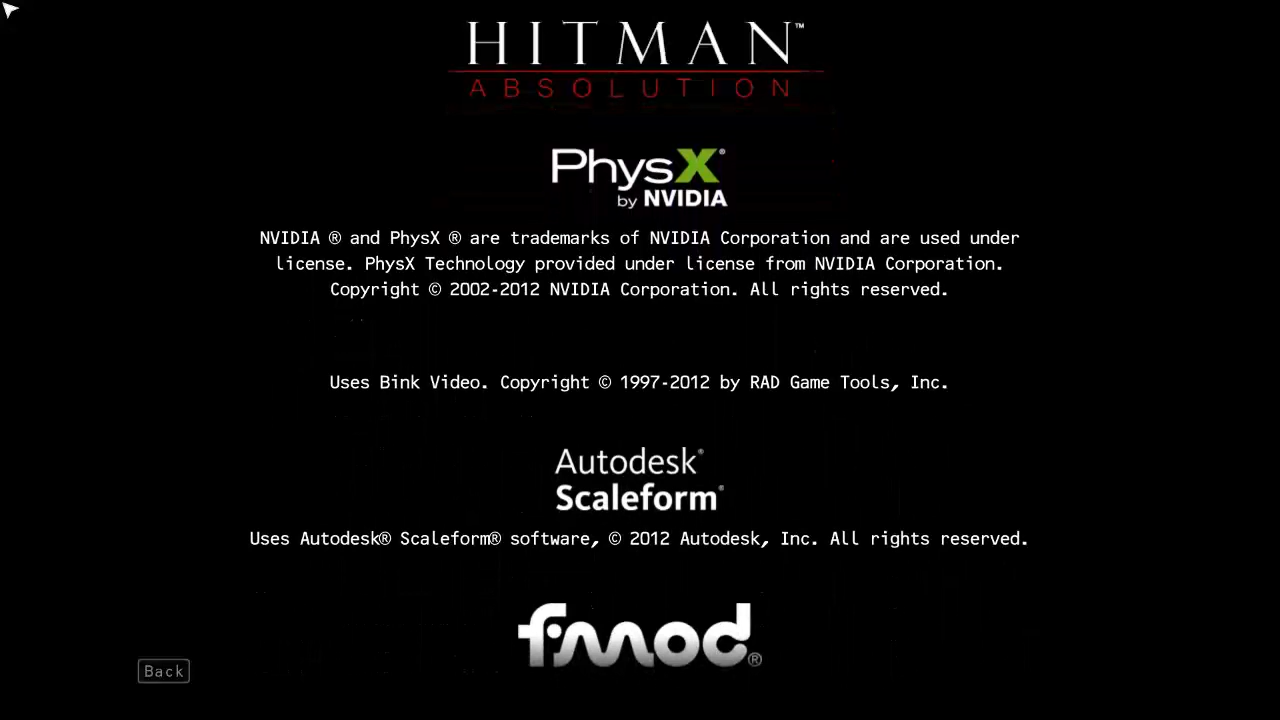 HITMAN™
ABSOLUTION
PhysX®
by NVIDIA
NVIDIA ® and PhysX ® are trademarks of NVIDIA Corporation and are used under
license. PhysX Technology provided under license from NVIDIA Corporation.
Copyright © 2002-2012 NVIDIA Corporation. All rights reserved.
Uses Bink Video. Copyright © 1997-2012 by RAD Game Tools, Inc.
Autodesk®
Scaleform®
Uses Autodesk® Scaleform® software, © 2012 Autodesk, Inc. All rights reserved.
fmod®
Back